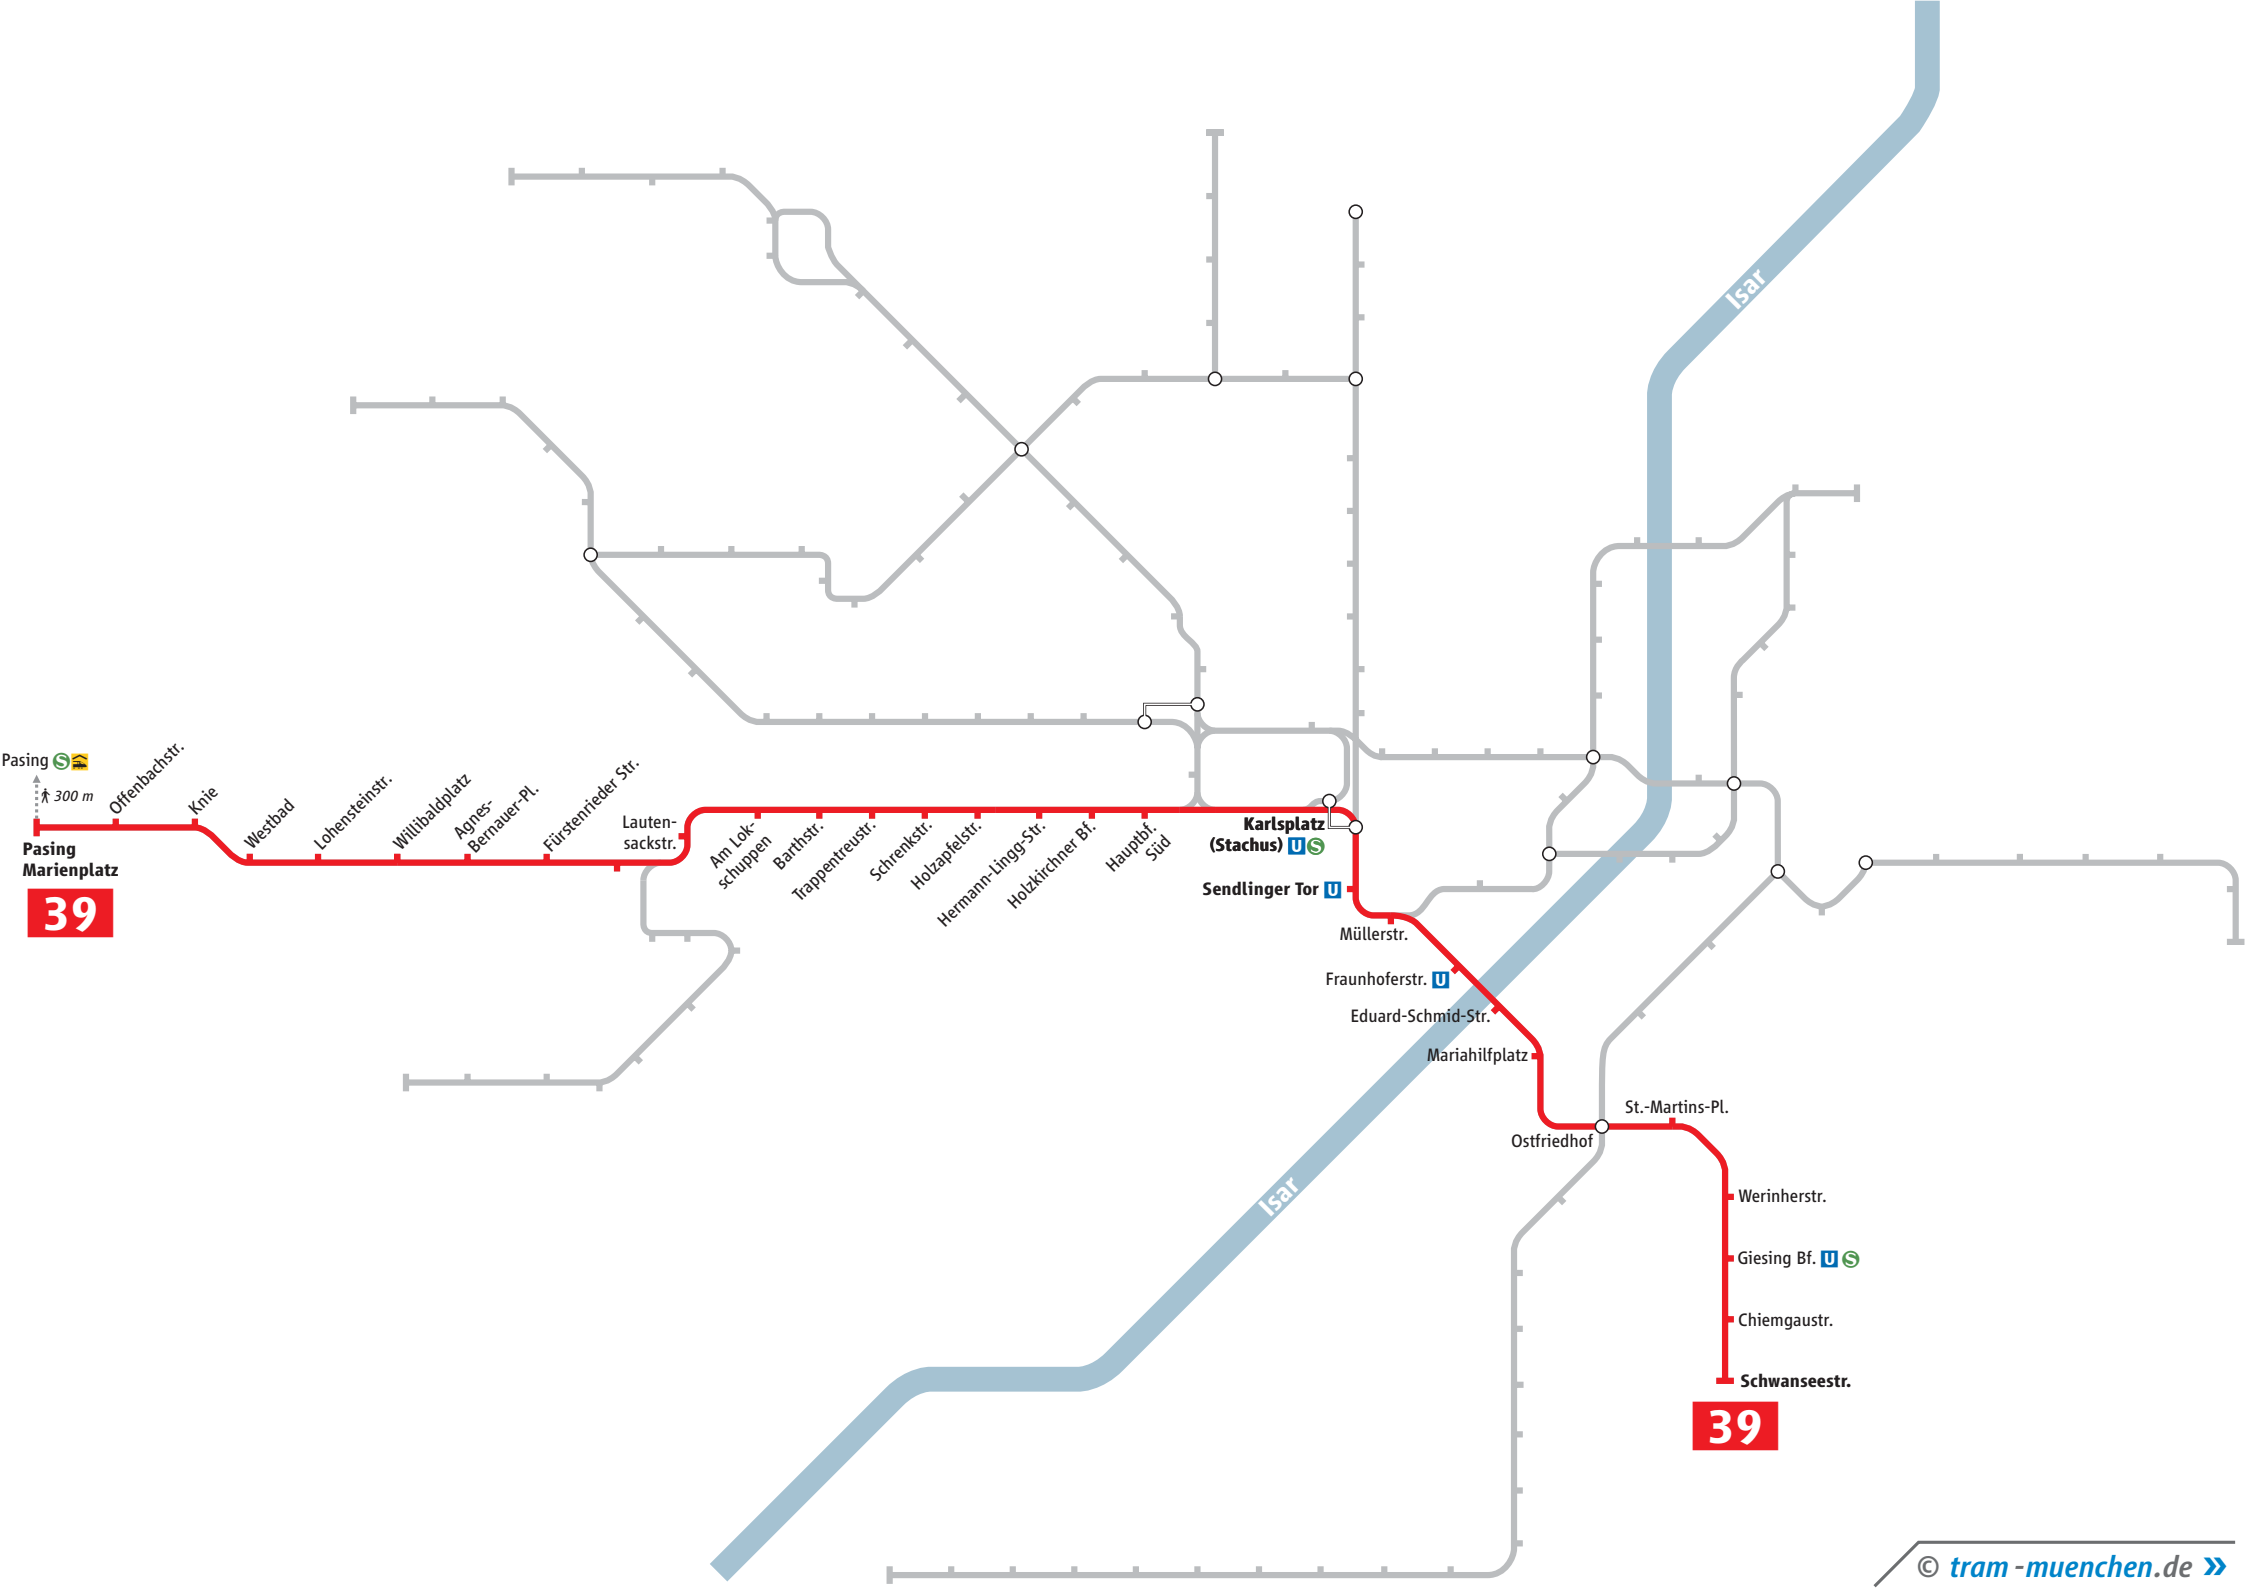 Pasing S
300 m
Pasing
Marienplatz
39
Offenbachstr.
Knie
Westbad
Lohensteinstr.
Willibaldplatz
Agnes-
Bernauer-Pl.
Fürstenrieder Str.
Lauten-
sackstr.
Am Lok-
schuppen
Barthstr.
Trappentreustr.
Schrenkstr.
Holzapfelstr.
Hermann-Lingg-Str.
Holzkirchner Bf.
Hauptbf.
Süd
Karlsplatz
(Stachus) U S
Sendlinger Tor U
Müllerstr.
Fraunhoferstr. U
Eduard-Schmid-Str.
Mariahilfplatz
Ostfriedhof
St.-Martins-Pl.
Werinherstr.
Giesing Bf. U S
Chiemgaustr.
Schwanseestr.
39
Isar
Isar
© tram-muenchen.de »